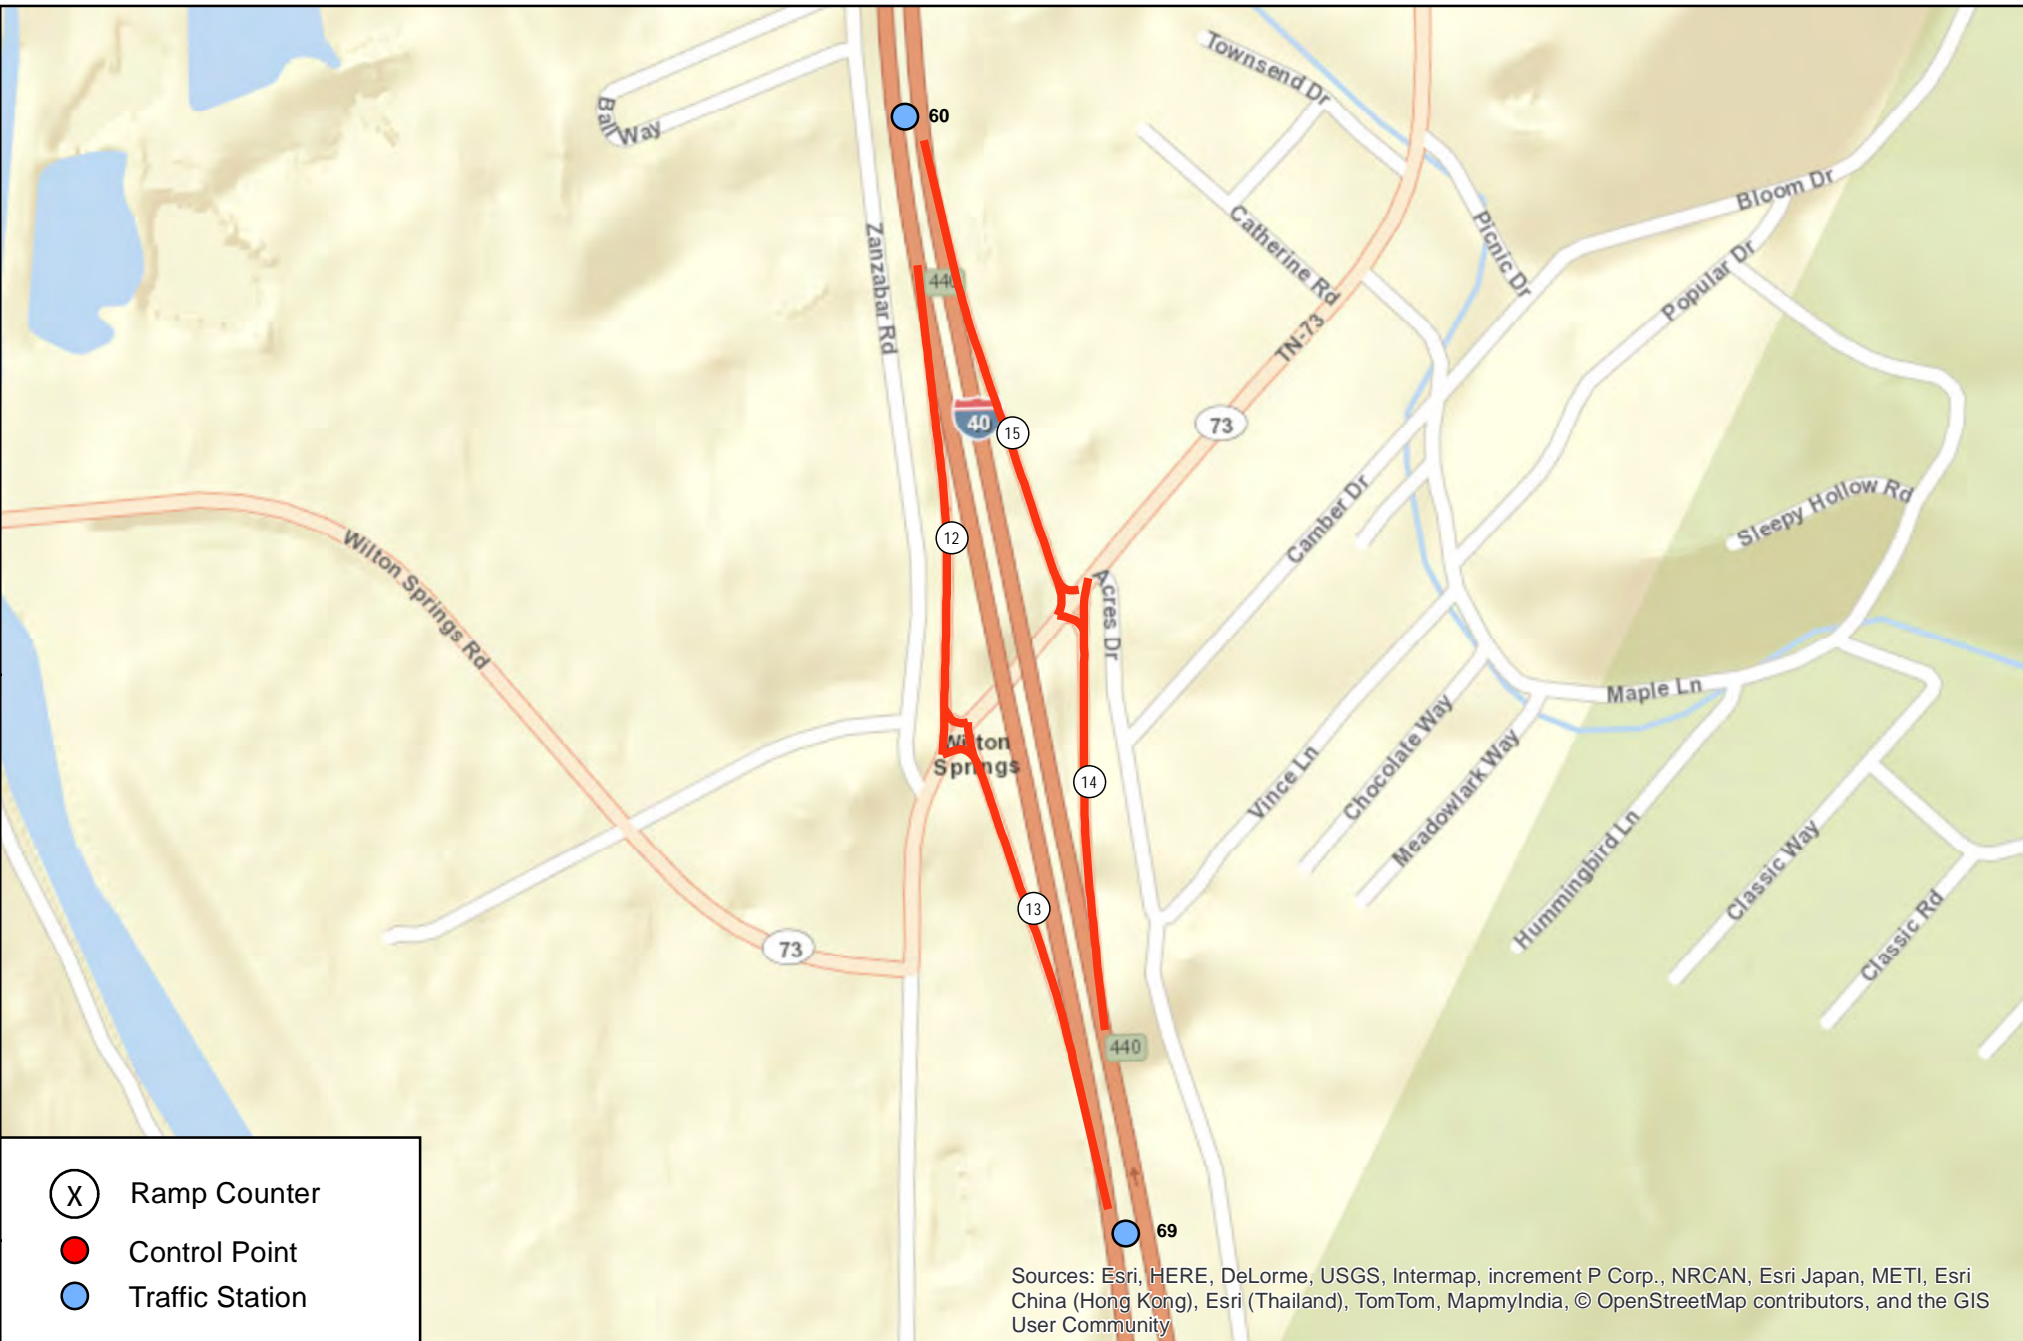 Townsend Dr
60
Ball Way
Bloom Dr
Picnic Dr
Catherine Rd
Popular Dr
Zanzabar Rd
440
TN-73
40
15
73
Camber Dr
Sleepy Hollow Rd
12
Wilton Springs Rd
Acres Dr
Maple Ln
Wilton
Springs
14
Vince Ln
Chocolate Way
Meadowlark Way
Hummingbird Ln
Classic Way
Classic Rd
13
73
440
69
X Ramp Counter
Control Point
Traffic Station
Sources: Esri, HERE, DeLorme, USGS, Intermap, increment P Corp., NRCAN, Esri Japan, METI, Esri
China (Hong Kong), Esri (Thailand), TomTom, MapmyIndia, © OpenStreetMap contributors, and the GIS
User Community